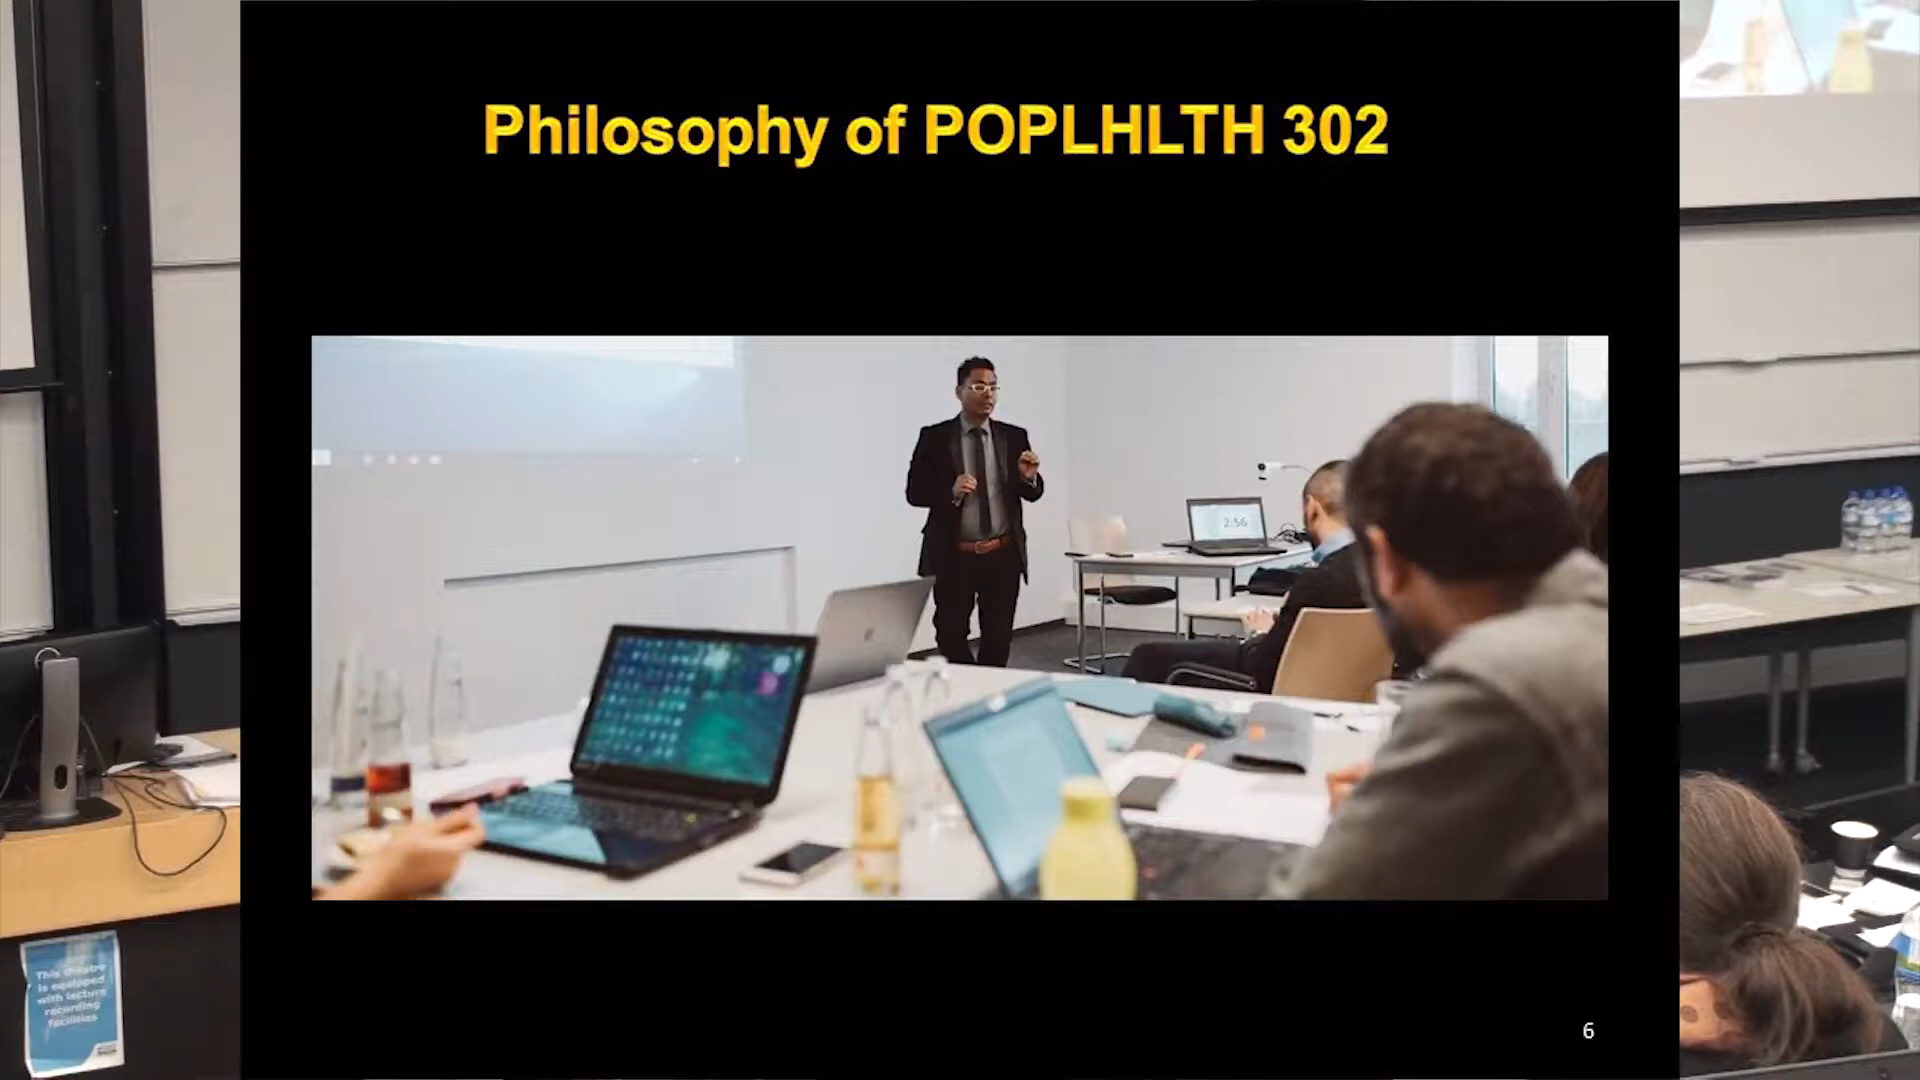 Philosophy of POPLHLTH 302
2:56
This theatre
is equipped
with lecture
recording
facilities
6